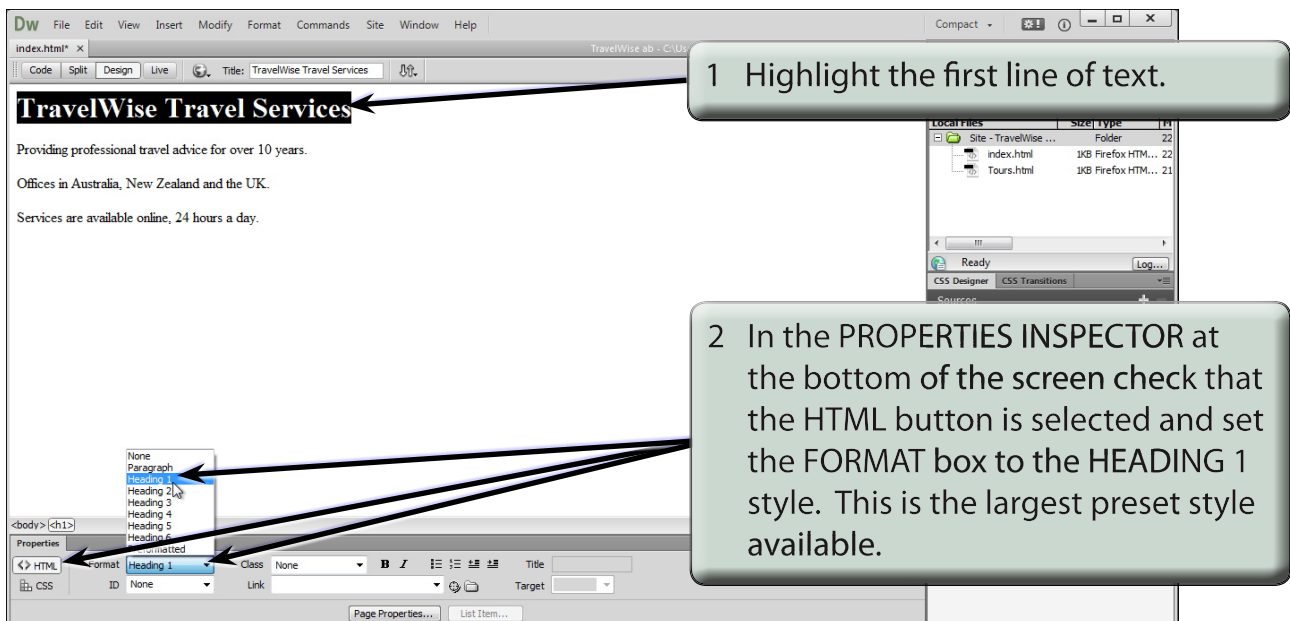 Dw File Edit View Insert Modify Format Commands Site Window Help
Compact
index.html* ×
TravelWise ab - C:\Us
Code Split Design Live Title: TravelWise Travel Services
1 Highlight the first line of text.
TravelWise Travel Services
Providing professional travel advice for over 10 years.
Offices in Australia, New Zealand and the UK.
Services are available online, 24 hours a day.
Local Files Size Type M
Site - TravelWise ... Folder 22
index.html 1KB Firefox HTM... 22
Tours.html 1KB Firefox HTM... 21
Ready Log...
CSS Designer CSS Transitions
Sources
2 In the PROPERTIES INSPECTOR at
the bottom of the screen check that
the HTML button is selected and set
the FORMAT box to the HEADING 1
style. This is the largest preset style
available.
None
Paragraph
Heading 1
Heading 2
Heading 3
Heading 4
Heading 5
Heading 6
Preformatted
<body> <h1>
Properties
<> HTML Format Heading 1 Class None B I Title
CSS ID None Link Target
Page Properties... List Item...